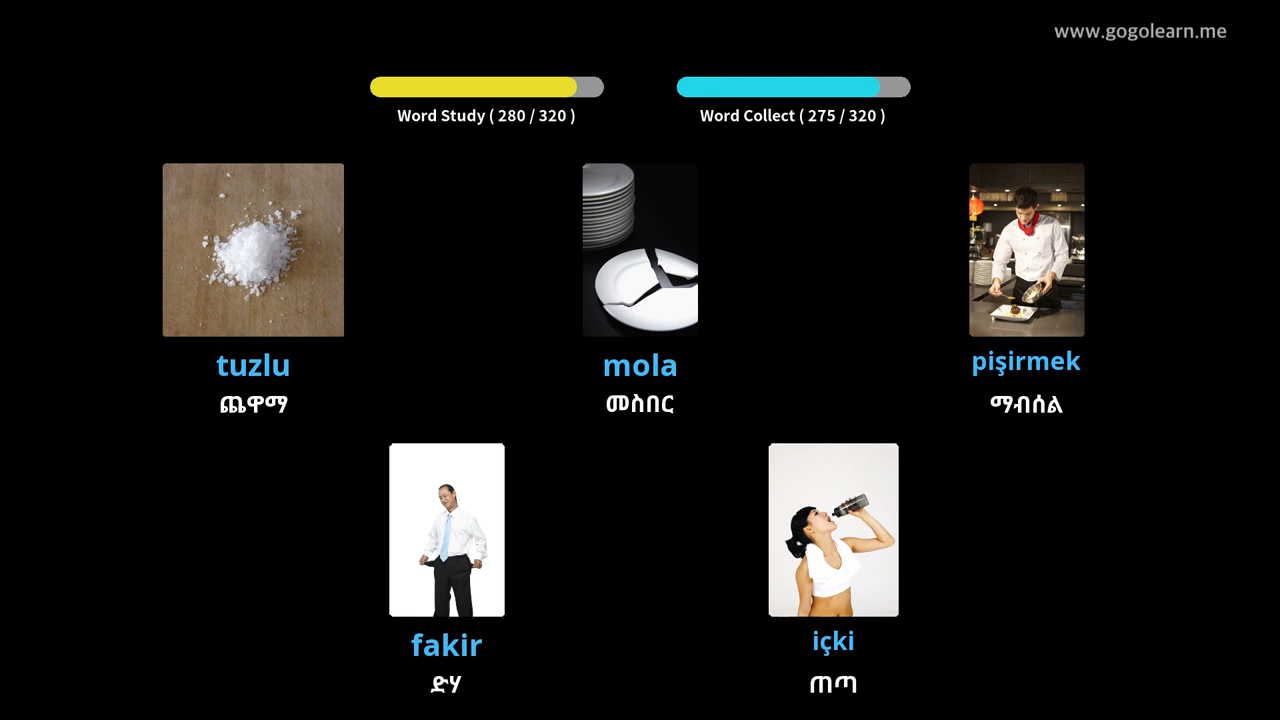 www.gogolearn.me
Word Study ( 280 / 320 )
Word Collect ( 275 / 320 )
tuzlu
ጨዋማ
mola
መስበር
pişirmek
ማብሰል
fakir
ድሃ
içki
ጠጣ